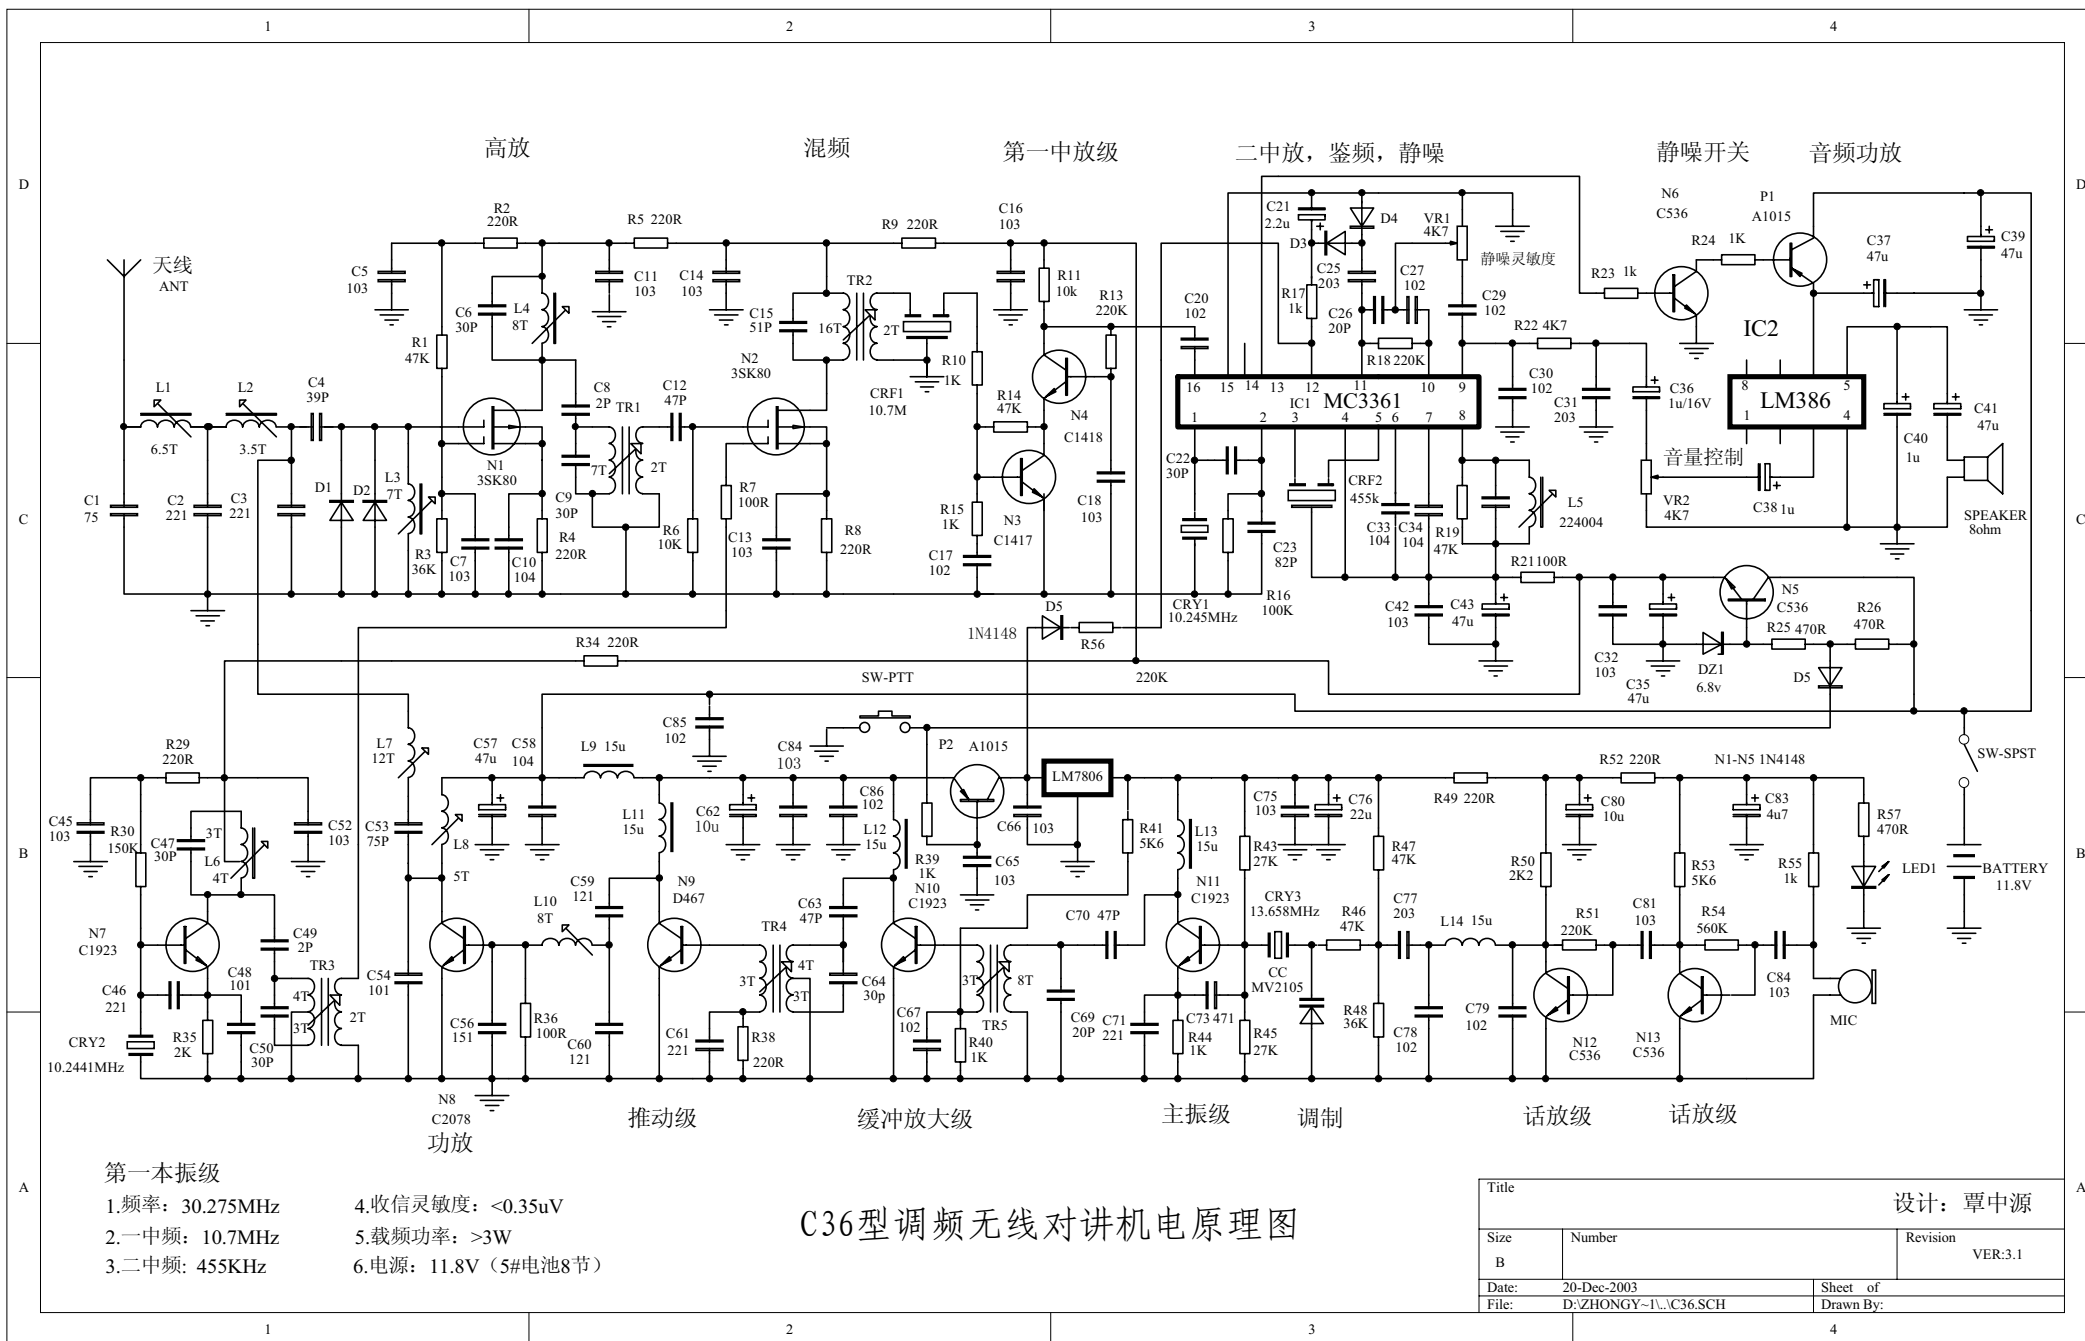 1 2 3 4
D
高放 混频 第一中放级 二中放，鉴频，静噪 静噪开关 音频功放
天线
ANT
C5
103
R2
220R
R5 220R
C11
103
C14
103
R9 220R
C16
103
R11
10k
R13
220K
C20
102
C21
2.2u
D4
D3
VR1
4K7
静噪灵敏度
C25
203
C27
102
R17
1k
C26
20P
C29
102
R18 220K
R22 4K7
N6
C536
P1
A1015
R24 1K
R23 1k
C37
47u
C39
47u
IC2
C6
30P
L4
8T
C15
51P
TR2
16T
2T
R1
47K
N2
3SK80
CRF1
10.7M
R10
1K
R14
47K
N4
C1418
L1
6.5T
L2
3.5T
C4
39P
C8
2P
TR1
C12
47P
7T
2T
N1
3SK80
C9
30P
16 15 14 13 12 11 10 9
IC1 MC3361
1 2 3 4 5 6 7 8
C30
102
C31
203
C36
1u/16V
8 5
LM386
1 4
C40
1u
C41
47u
音量控制
VR2
4K7
C38 1u
SPEAKER
8ohm
C
C1
75
C2
221
C3
221
D1
D2
L3
7T
R3
36K
C7
103
C10
104
R4
220R
R6
10K
R7
100R
C13
103
R8
220R
R15
1K
N3
C1417
C17
102
C18
103
C22
30P
CRY1
10.245MHz
C23
82P
R16
100K
CRF2
455k
C33
104
C34
104
R19
47K
L5
224004
R21100R
C42
103
C43
47u
N5
C536
R25 470R
R26
470R
C32
103
C35
47u
DZ1
6.8v
D5
D5
1N4148
R56
220K
R34 220R
SW-PTT
B
R29
220R
C45
103
R30
150K
C47
30P
3T
L6
4T
C52
103
C53
75P
L7
12T
L8
5T
C57
47u
C58
104
L9 15u
C85
102
L11
15u
C62
10u
C84
103
C86
102
P2 A1015
L12
15u
R39
1K
C66 103
C65
103
LM7806
R41
5K6
L13
15u
C75
103
C76
22u
R43
27K
R47
47K
R49 220R
R52 220R
N1-N5 1N4148
C80
10u
C83
4u7
R50
2K2
R53
5K6
R55
1k
R57
470R
LED1
SW-SPST
BATTERY
11.8V
N7
C1923
C49
2P
C48
101
TR3
4T
3T
2T
C46
221
R35
2K
C50
30P
CRY2
10.2441MHz
C54
101
C56
151
R36
100R
L10
8T
C59
121
C60
121
N9
D467
TR4
3T
4T
3T
C61
221
R38
220R
C63
47P
C64
30p
N10
C1923
3T
8T
TR5
C67
102
R40
1K
C70 47P
C69
20P
C71
221
N11
C1923
C73 471
R44
1K
R45
27K
CRY3
13.658MHz
CC
MV2105
R46
47K
R48
36K
C77
203
C78
102
L14 15u
C79
102
R51
220K
C81
103
R54
560K
C84
103
N12
C536
N13
C536
MIC
N8
C2078
功放 推动级 缓冲放大级 主振级 调制 话放级 话放级
A
第一本振级
1.频率：30.275MHz
2.一中频：10.7MHz
3.二中频: 455KHz
4.收信灵敏度：<0.35uV
5.载频功率：>3W
6.电源：11.8V（5#电池8节）
C36型调频无线对讲机电原理图
Title
设计：覃中源
Size
B
Number
Revision
VER:3.1
Date: 20-Dec-2003 Sheet of
File: D:\ZHONGY~1\..\C36.SCH Drawn By:
1 2 3 4
D
C
B
A